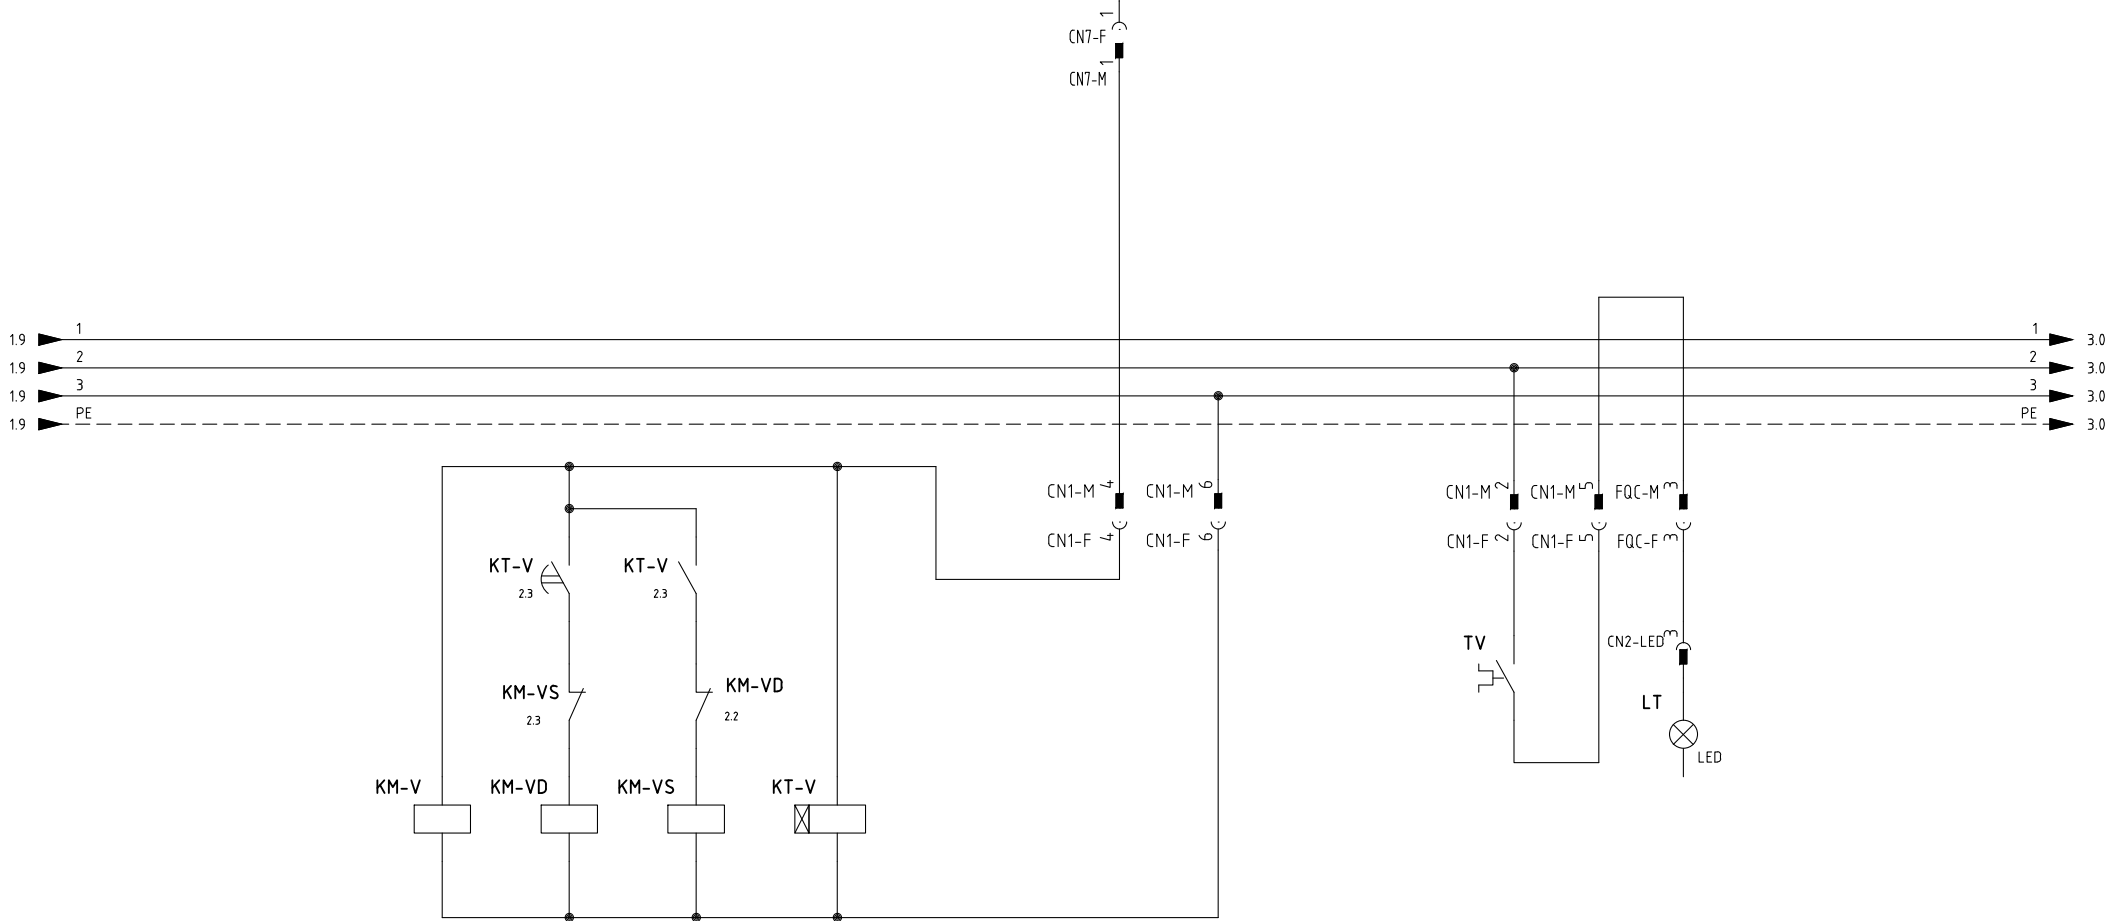 1
CN7-F
1
CN7-M
1 1
1.9 3.0
2 2
1.9 3.0
3 3
1.9 3.0
PE PE
1.9 3.0
CN1-M 4 CN1-M 6 CN1-M 2 CN1-M 5 FQC-M 3
CN1-F 4 CN1-F 6 CN1-F 2 CN1-F 5 FQC-F 3
KT-V KT-V
2.3 2.3
TV CN2-LED 3
KM-VS KM-VD
2.3 2.2
LT
LED
KM-V KM-VD KM-VS KT-V